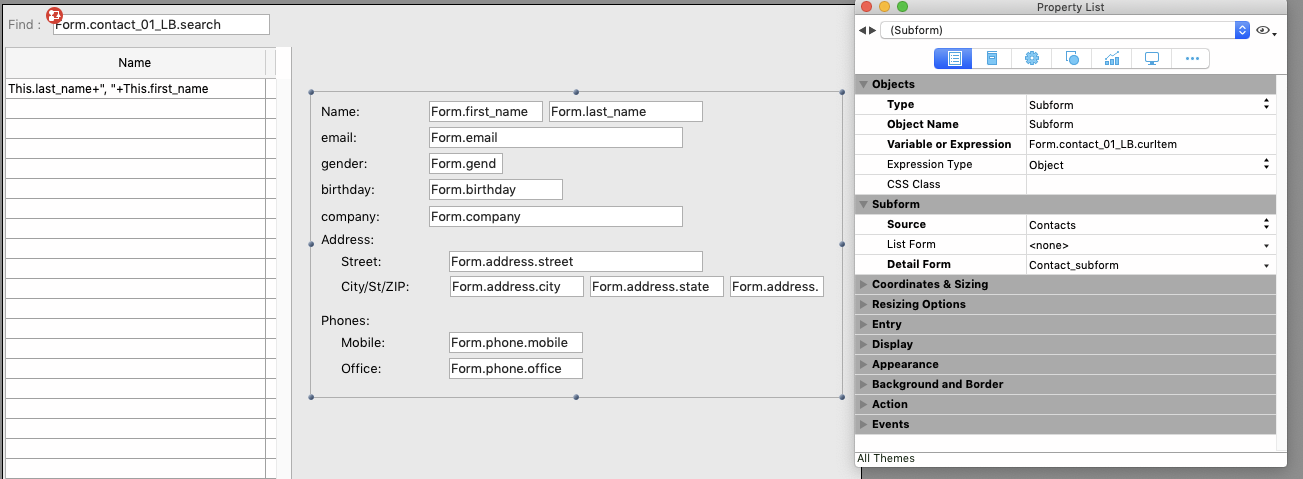 Find : Form.contact_01_LB.search
Name
This.last_name+", "+This.first_name
Name: Form.first_name Form.last_name
email: Form.email
gender: Form.gend
birthday: Form.birthday
company: Form.company
Address:
Street: Form.address.street
City/St/ZIP: Form.address.city Form.address.state Form.address.
Phones:
Mobile: Form.phone.mobile
Office: Form.phone.office
Property List
(Subform)
Objects
Type Subform
Object Name Subform
Variable or Expression Form.contact_01_LB.curItem
Expression Type Object
CSS Class
Subform
Source Contacts
List Form <none>
Detail Form Contact_subform
Coordinates & Sizing
Resizing Options
Entry
Display
Appearance
Background and Border
Action
Events
All Themes